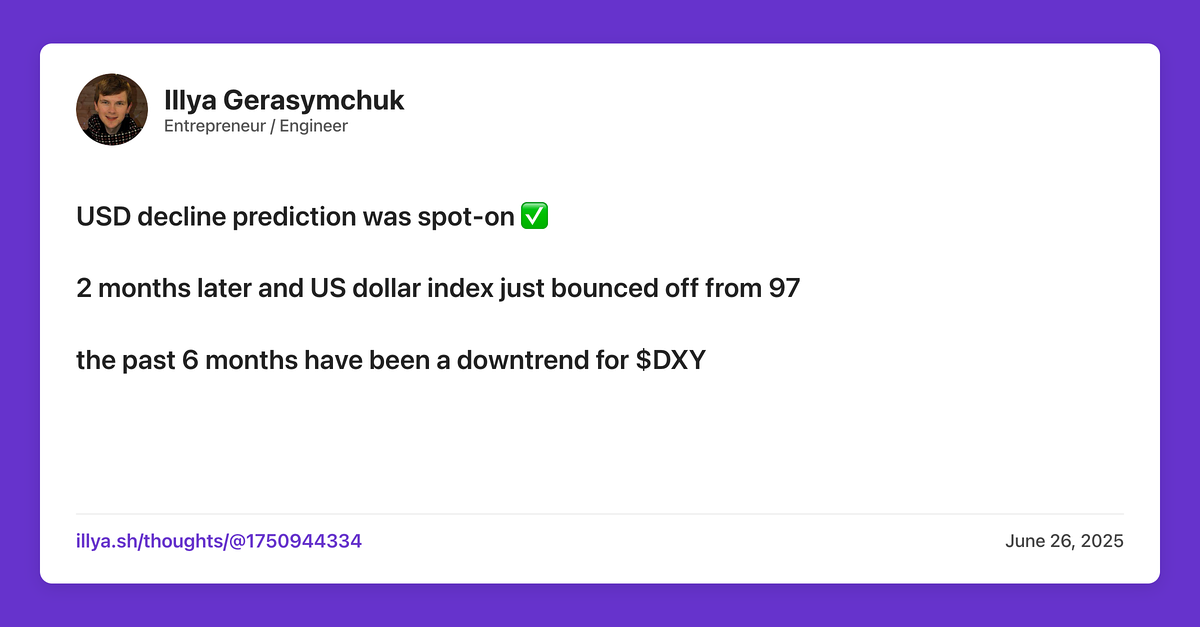 Illya Gerasymchuk
Entrepreneur / Engineer
USD decline prediction was spot-on ✅
2 months later and US dollar index just bounced off from 97
the past 6 months have been a downtrend for $DXY
illya.sh/thoughts/@1750944334
June 26, 2025